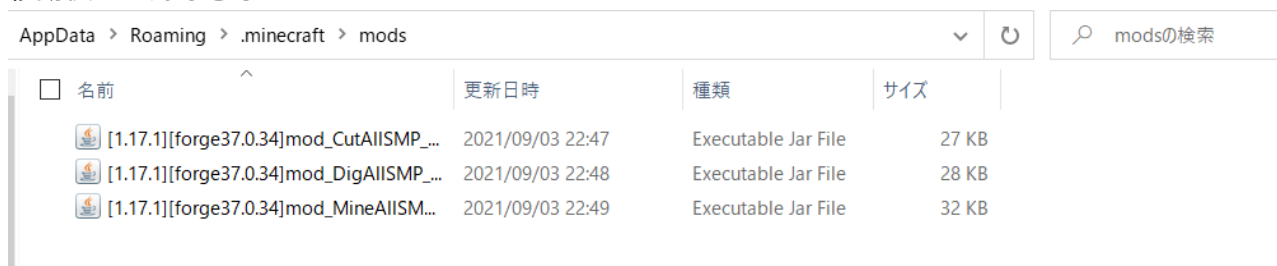 AppData > Roaming > .minecraft > mods
modsの検索
名前 更新日時 種類 サイズ
[1.17.1][forge37.0.34]mod_CutAllSMP_... 2021/09/03 22:47 Executable Jar File 27 KB
[1.17.1][forge37.0.34]mod_DigAllSMP_... 2021/09/03 22:48 Executable Jar File 28 KB
[1.17.1][forge37.0.34]mod_MineAllSM... 2021/09/03 22:49 Executable Jar File 32 KB